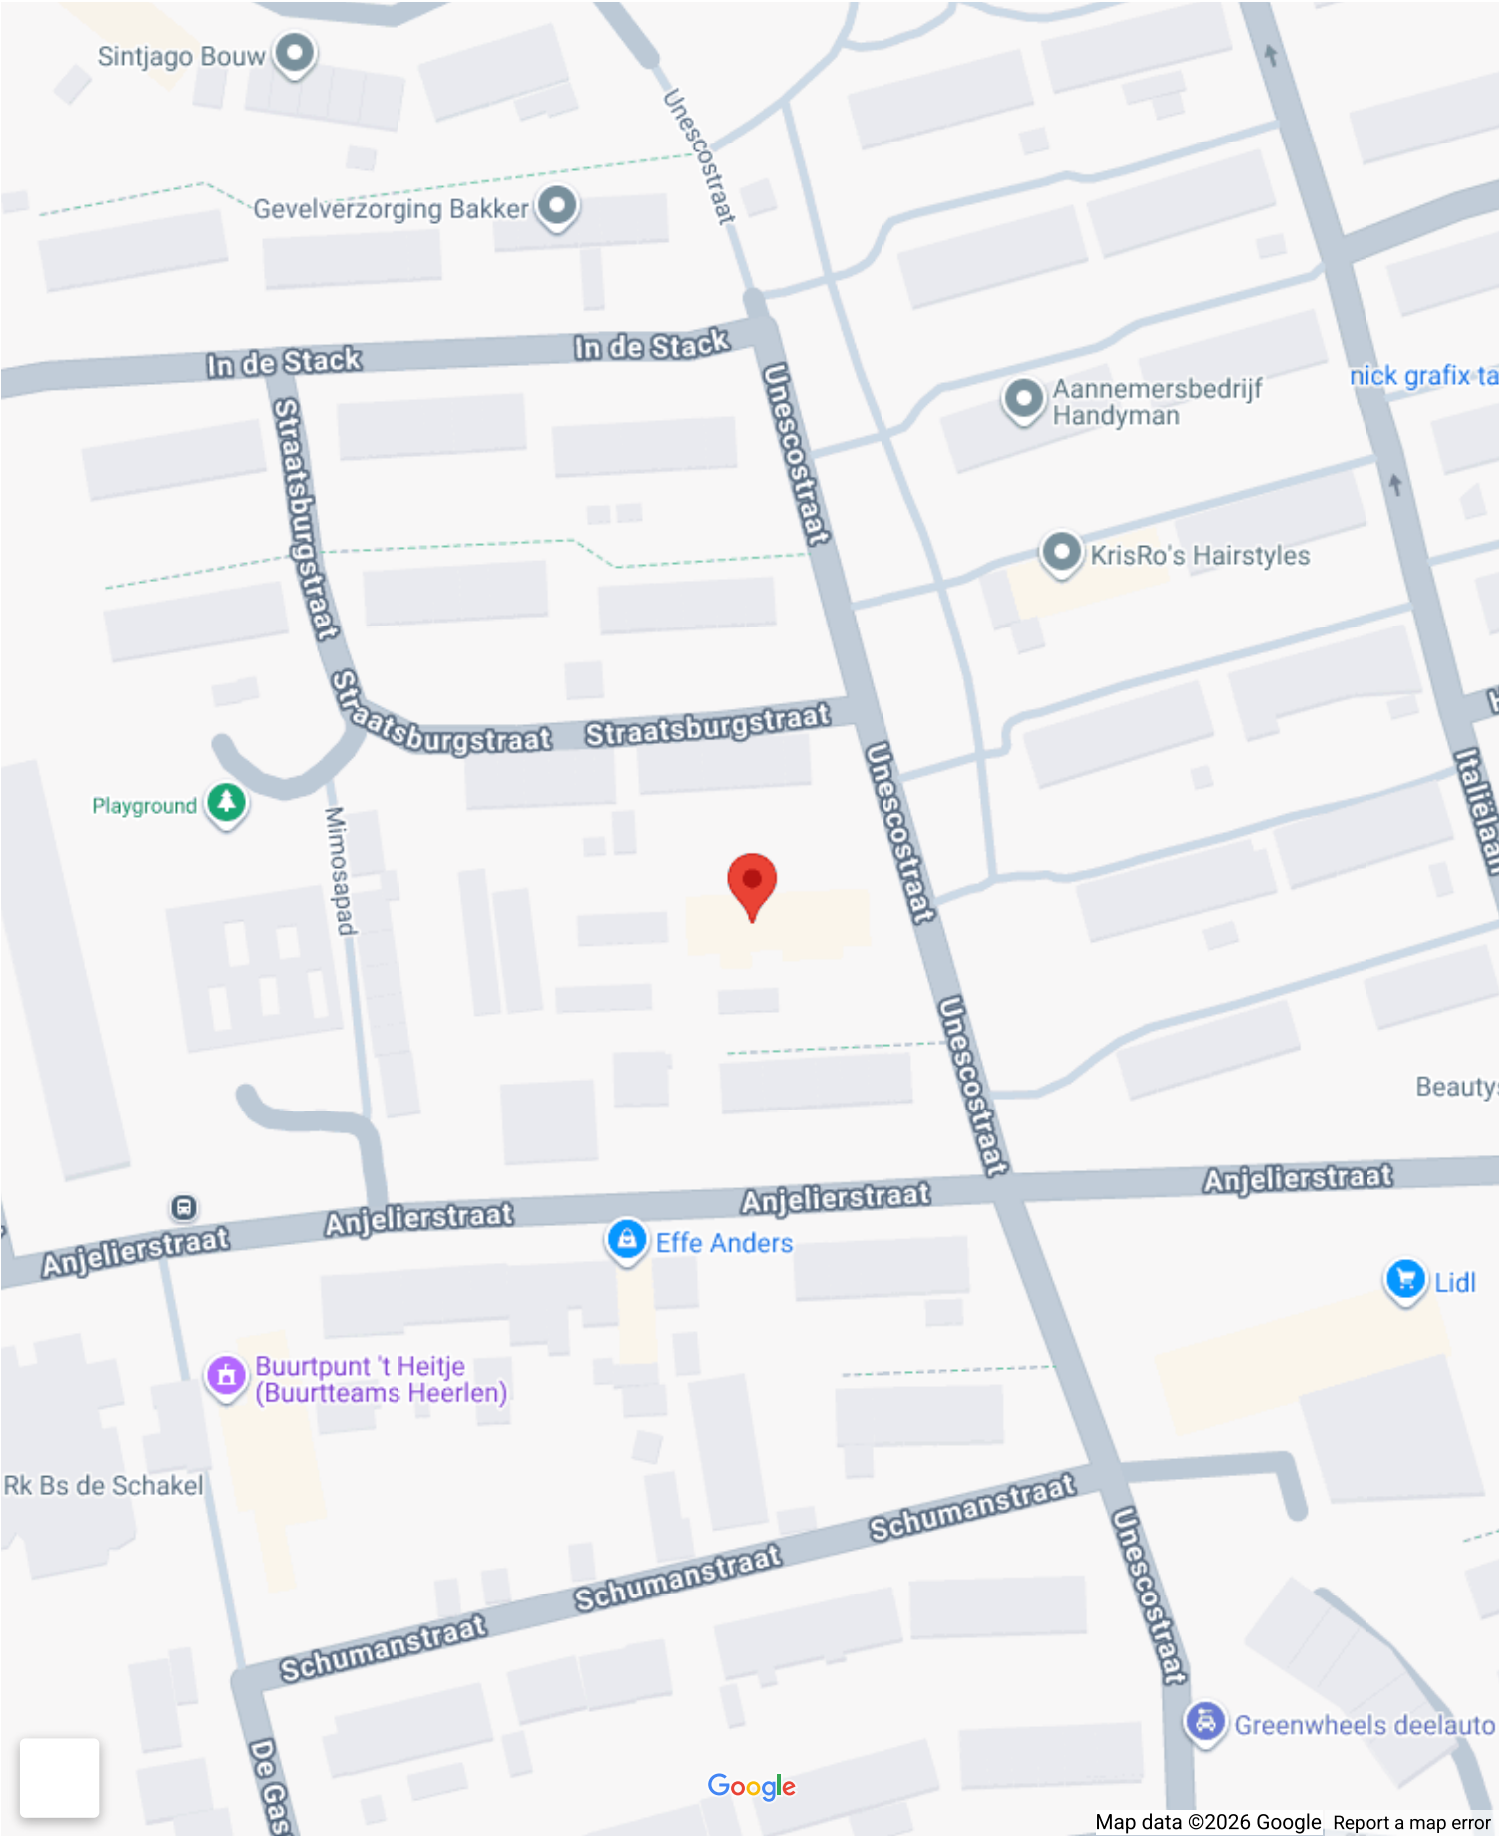 Sintjago Bouw
Unescostraat
Gevelverzorging Bakker
In de Stack
In de Stack
Unescostraat
Straatsburgstraat
nick grafix ta
Aannemersbedrijf
Handyman
KrisRo's Hairstyles
Straatsburgstraat
Straatsburgstraat
Unescostraat
Italiëlaan
Playground
Mimosapad
Unescostraat
Beautys
Anjelierstraat
Anjelierstraat
Anjelierstraat
Anjelierstraat
Effe Anders
Lidl
Buurtpunt 't Heitje
(Buurtteams Heerlen)
Rk Bs de Schakel
Schumanstraat
Schumanstraat
Schumanstraat
Unescostraat
Greenwheels deelauto
De Gas
Google
Map data ©2026 Google
Report a map error